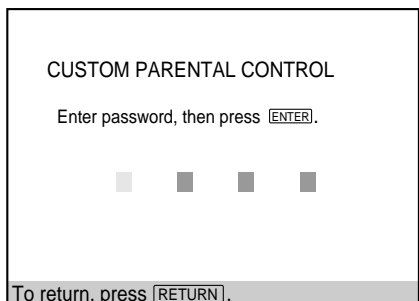 CUSTOM PARENTAL CONTROL
Enter password, then press ENTER.
To return, press RETURN.